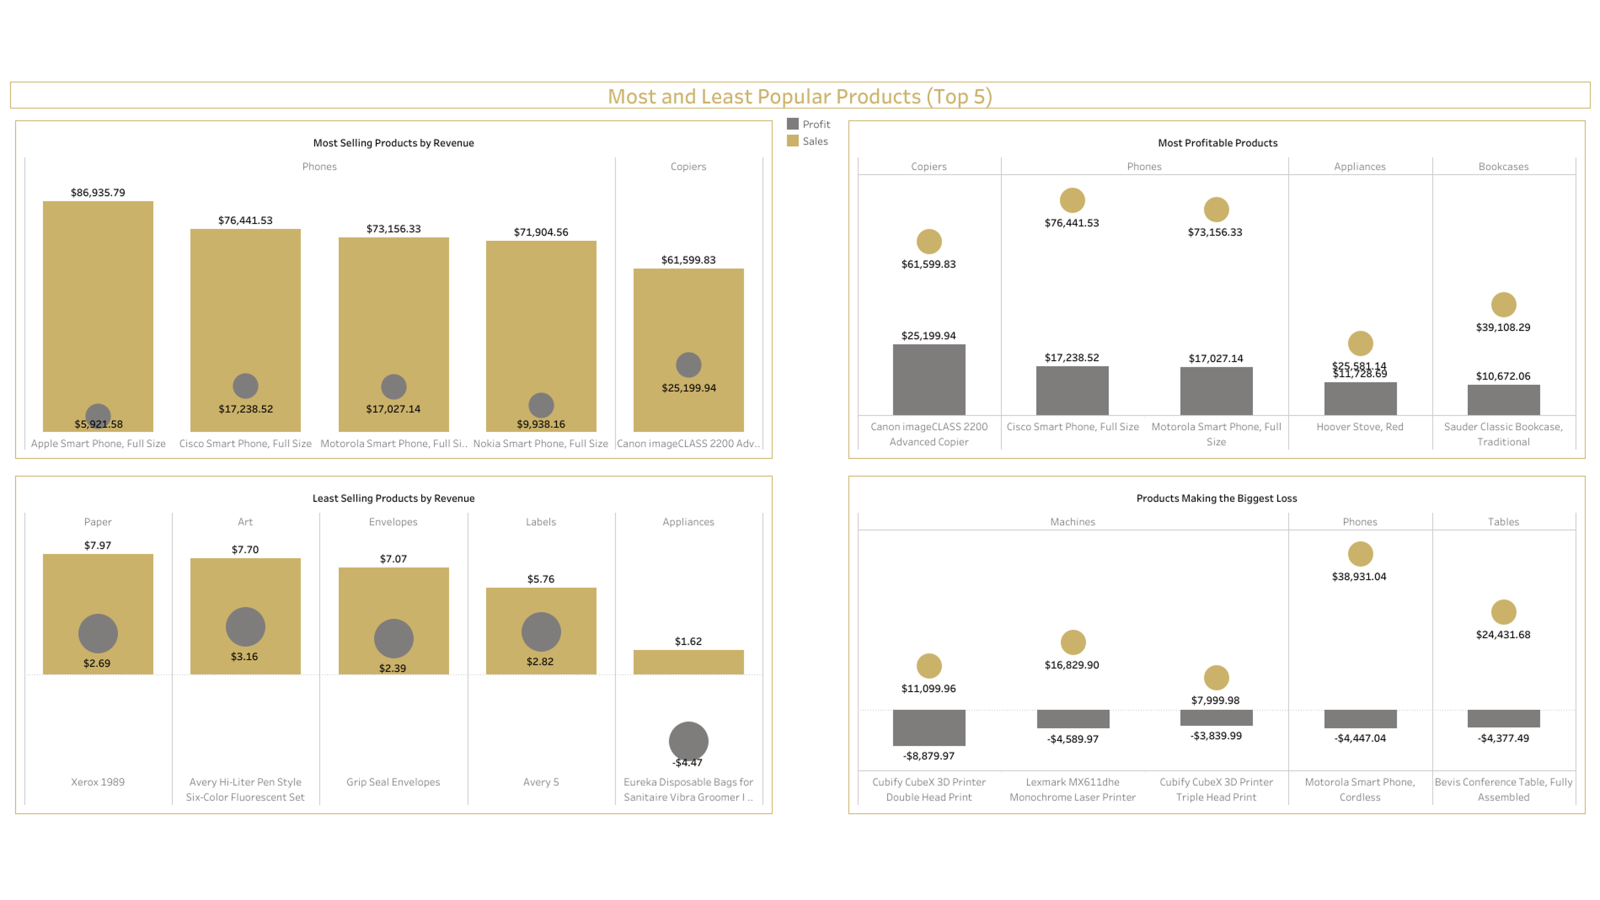 Most and Least Popular Products (Top 5)
Profit
Sales
Most Selling Products by Revenue
Phones
Copiers
$86,935.79
$76,441.53
$73,156.33
$71,904.56
$61,599.83
$5,921.58
$17,238.52
$17,027.14
$9,938.16
$25,199.94
Apple Smart Phone, Full Size
Cisco Smart Phone, Full Size
Motorola Smart Phone, Full Si..
Nokia Smart Phone, Full Size
Canon imageCLASS 2200 Adv..
Most Profitable Products
Copiers
Phones
Appliances
Bookcases
$61,599.83
$76,441.53
$73,156.33
$25,581.14
$39,108.29
$25,199.94
$17,238.52
$17,027.14
$11,728.69
$10,672.06
Canon imageCLASS 2200
Advanced Copier
Cisco Smart Phone, Full Size
Motorola Smart Phone, Full
Size
Hoover Stove, Red
Sauder Classic Bookcase,
Traditional
Least Selling Products by Revenue
Paper
Art
Envelopes
Labels
Appliances
$7.97
$7.70
$7.07
$5.76
$1.62
$2.69
$3.16
$2.39
$2.82
-$4.47
Xerox 1989
Avery Hi-Liter Pen Style
Six-Color Fluorescent Set
Grip Seal Envelopes
Avery 5
Eureka Disposable Bags for
Sanitaire Vibra Groomer I ..
Products Making the Biggest Loss
Machines
Phones
Tables
$11,099.96
$16,829.90
$7,999.98
$38,931.04
$24,431.68
-$8,879.97
-$4,589.97
-$3,839.99
-$4,447.04
-$4,377.49
Cubify CubeX 3D Printer
Double Head Print
Lexmark MX611dhe
Monochrome Laser Printer
Cubify CubeX 3D Printer
Triple Head Print
Motorola Smart Phone,
Cordless
Bevis Conference Table, Fully
Assembled